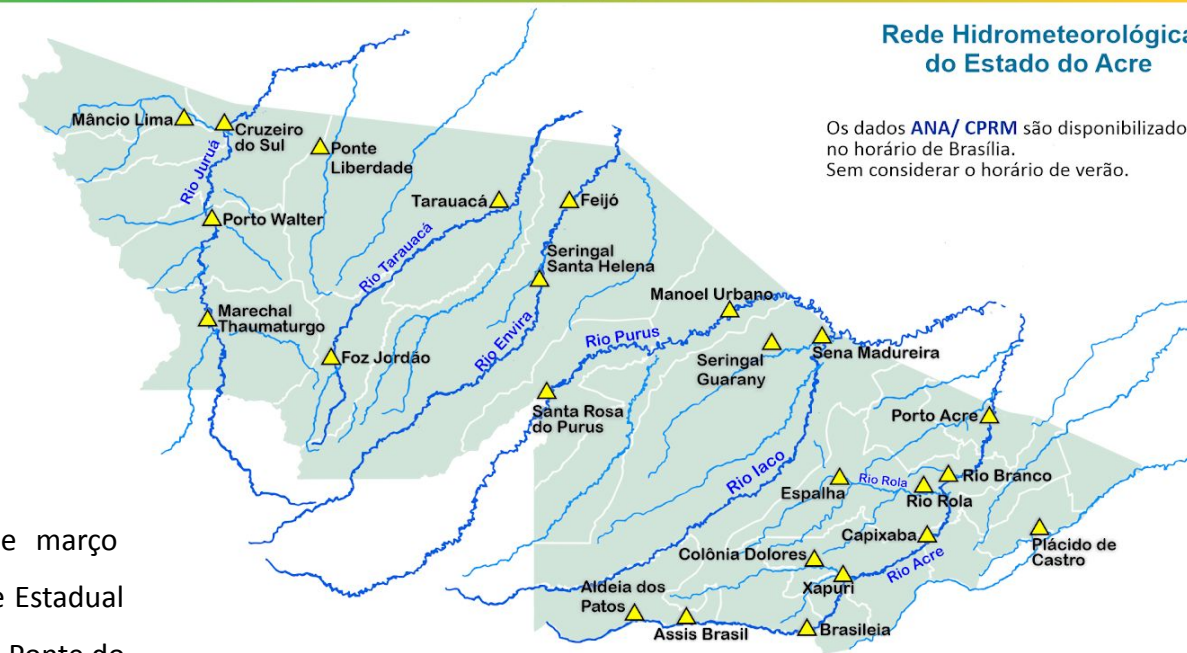 Rede Hidrometeorológica
do Estado do Acre
Os dados ANA/ CPRM são disponibilizado
no horário de Brasília.
Sem considerar o horário de verão.
Mâncio Lima
Cruzeiro
do Sul
Ponte
Liberdade
Rio Juruá
Porto Walter
Tarauacá
Feijó
Rio Tarauacá
Seringal
Santa Helena
Marechal
Thaumaturgo
Foz Jordão
Rio Envira
Manoel Urbano
Rio Purus
Seringal
Guarany
Sena Madureira
Santa Rosa
do Purus
Porto Acre
Rio Iaco
Espalha
Rio Rola
Rio Branco
Rio Rola
Capixaba
Plácido de
Castro
Colônia Dolores
Rio Acre
Xapuri
Aldeia dos
Patos
Assis Brasil
Brasileia
e março
e Estadual
Ponte do